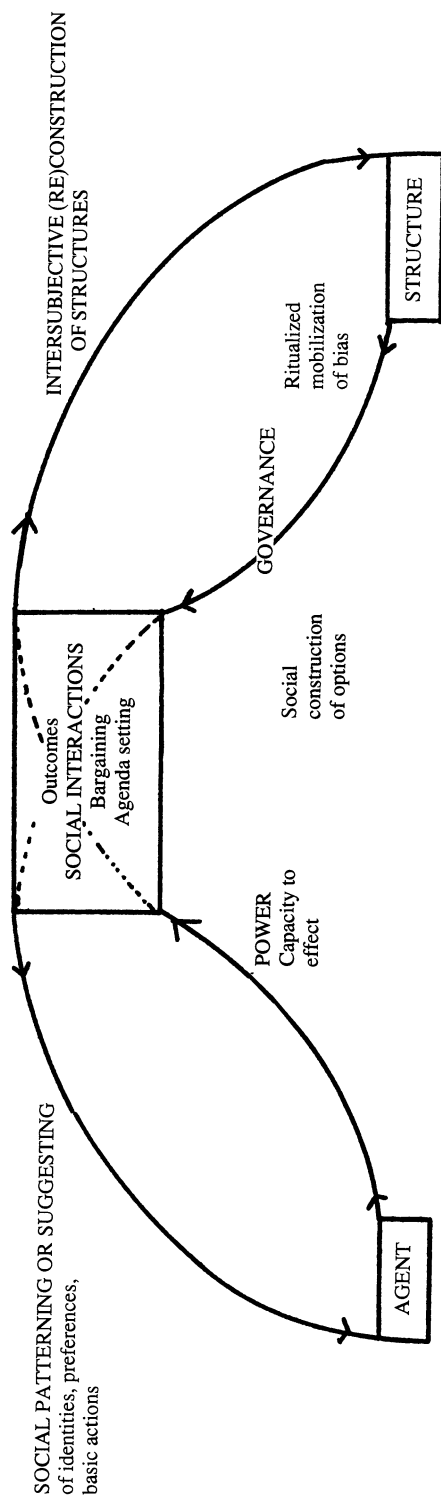 SOCIAL PATTERNING OR SUGGESTING
of identities, preferences,
basic actions
INTERSUBJECTIVE (RE)CONSTRUCTION
OF STRUCTURES
Outcomes
SOCIAL INTERACTIONS
Bargaining
Agenda setting
POWER
Capacity to
effect
Social
construction
of options
GOVERNANCE
Ritualized
mobilization
of bias
AGENT
STRUCTURE